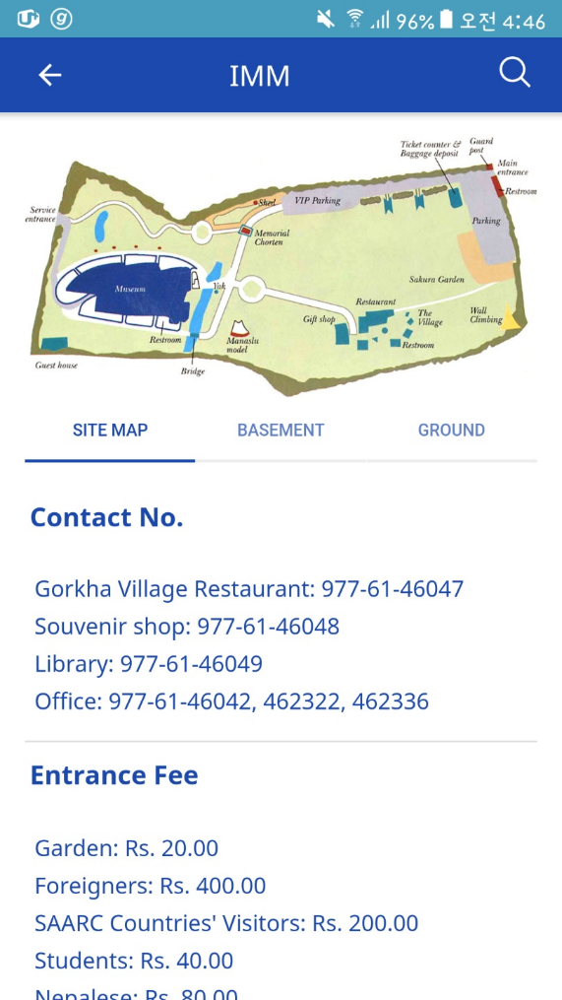 96% 오전 4:46
IMM
Ticket counter &
Baggage deposit
Guard
post
Main
entrance
Restroom
Shed
VIP Parking
Service
entrance
Parking
Memorial
Chorten
Sakura Garden
Museum
Yak
Restaurant
Gift shop
The
Village
Wall
Climbing
Restroom
Manaslu
model
Restroom
Guest house
Bridge
SITE MAP BASEMENT GROUND
Contact No.
Gorkha Village Restaurant: 977-61-46047
Souvenir shop: 977-61-46048
Library: 977-61-46049
Office: 977-61-46042, 462322, 462336
Entrance Fee
Garden: Rs. 20.00
Foreigners: Rs. 400.00
SAARC Countries' Visitors: Rs. 200.00
Students: Rs. 40.00
Nepalese: Rs. 80.00